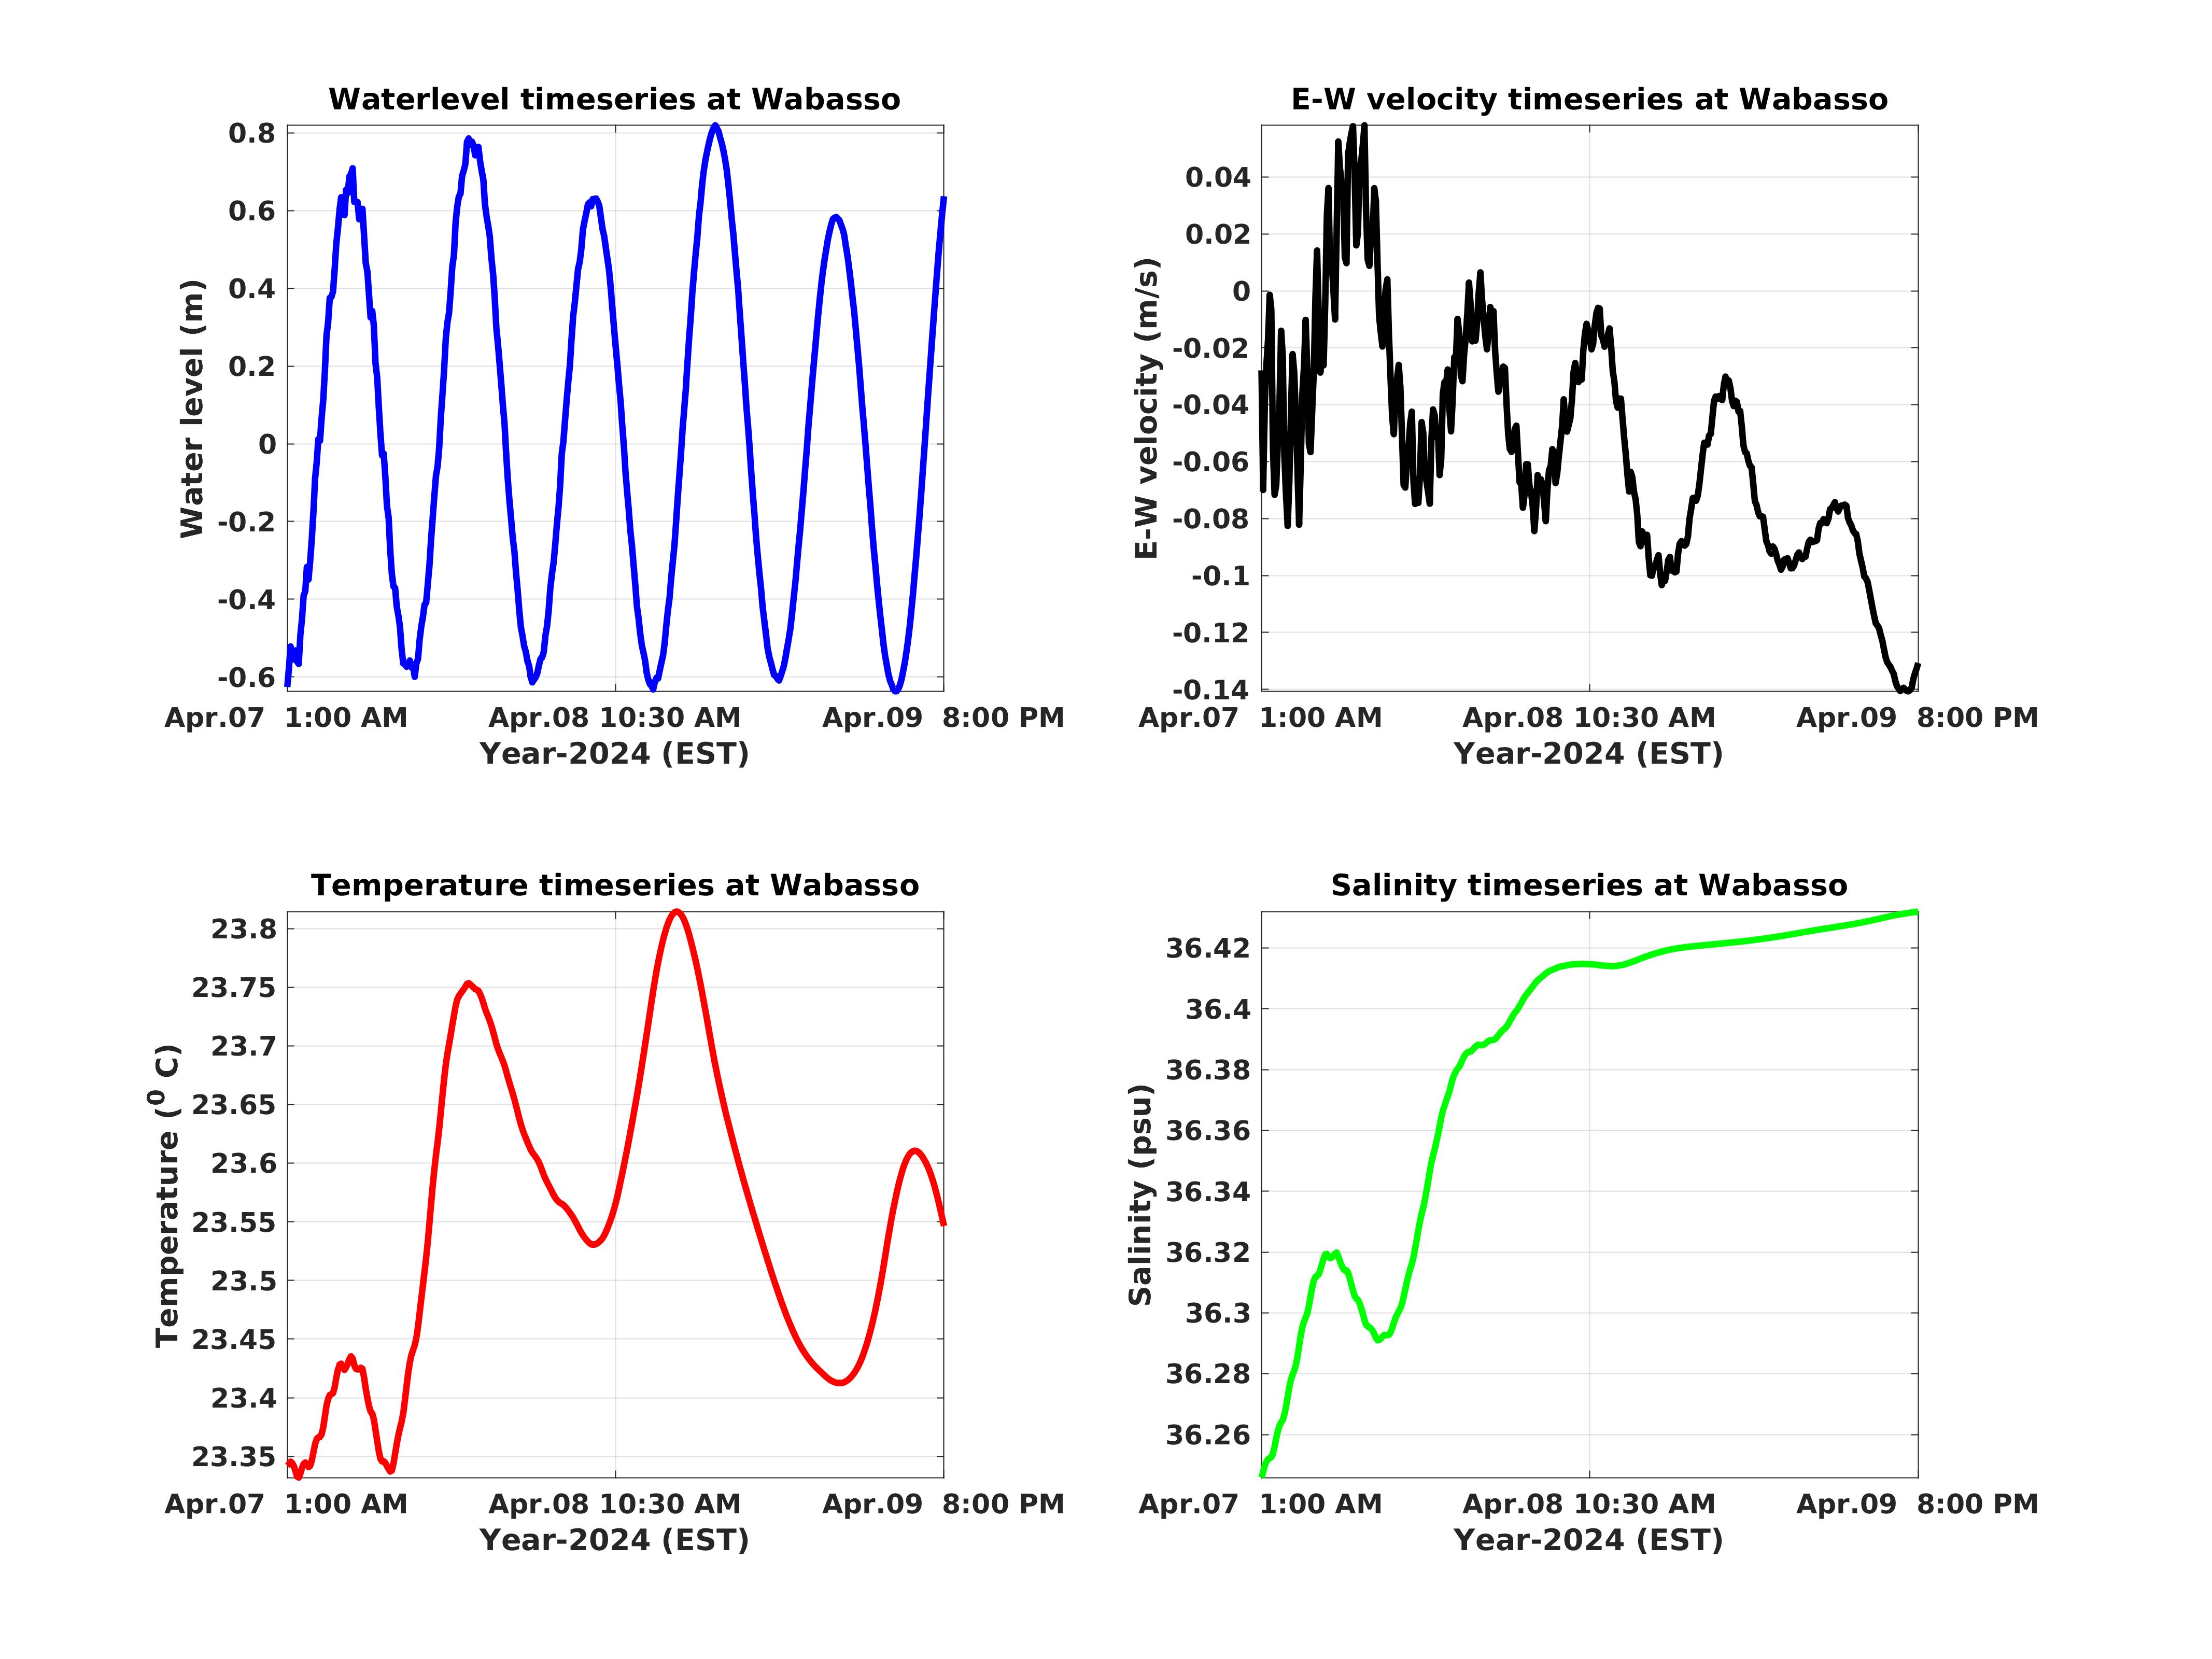 Waterlevel timeseries at Wabasso
0.8
0.6
0.4
0.2
0
-0.2
-0.4
-0.6
Water level (m)
Apr.07 1:00 AM
Apr.08 10:30 AM
Apr.09 8:00 PM
Year-2024 (EST)
E-W velocity timeseries at Wabasso
0.04
0.02
0
-0.02
-0.04
-0.06
-0.08
-0.1
-0.12
-0.14
E-W velocity (m/s)
Apr.07 1:00 AM
Apr.08 10:30 AM
Apr.09 8:00 PM
Year-2024 (EST)
Temperature timeseries at Wabasso
23.8
23.75
23.7
23.65
23.6
23.55
23.5
23.45
23.4
23.35
Temperature (⁰ C)
Apr.07 1:00 AM
Apr.08 10:30 AM
Apr.09 8:00 PM
Year-2024 (EST)
Salinity timeseries at Wabasso
36.42
36.4
36.38
36.36
36.34
36.32
36.3
36.28
36.26
Salinity (psu)
Apr.07 1:00 AM
Apr.08 10:30 AM
Apr.09 8:00 PM
Year-2024 (EST)